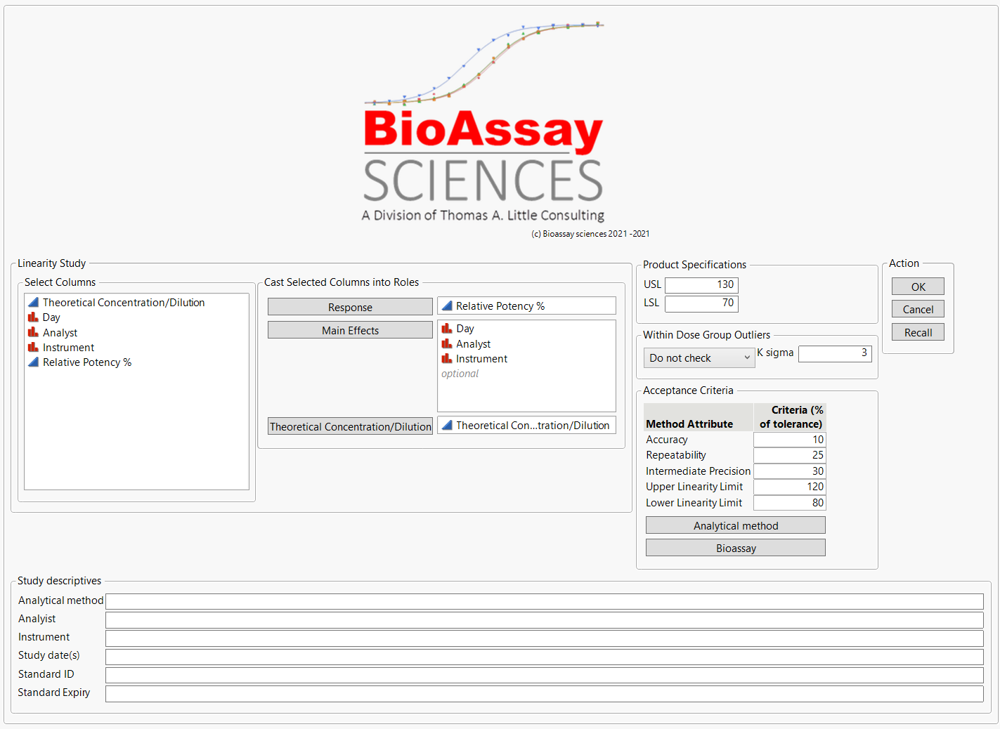 BioAssay
SCIENCES
A Division of Thomas A. Little Consulting
(c) Bioassay sciences 2021 -2021
Linearity Study
Select Columns
Theoretical Concentration/Dilution
Day
Analyst
Instrument
Relative Potency %
Cast Selected Columns into Roles
Response
Relative Potency %
Main Effects
Day
Analyst
Instrument
optional
Theoretical Concentration/Dilution
Theoretical Con...tration/Dilution
Product Specifications
USL 130
LSL 70
Within Dose Group Outliers
Do not check K sigma 3
Acceptance Criteria
Method Attribute Criteria (% of tolerance)
Accuracy 10
Repeatability 25
Intermediate Precision 30
Upper Linearity Limit 120
Lower Linearity Limit 80
Analytical method
Bioassay
Action
OK
Cancel
Recall
Study descriptives
Analytical method
Analyist
Instrument
Study date(s)
Standard ID
Standard Expiry